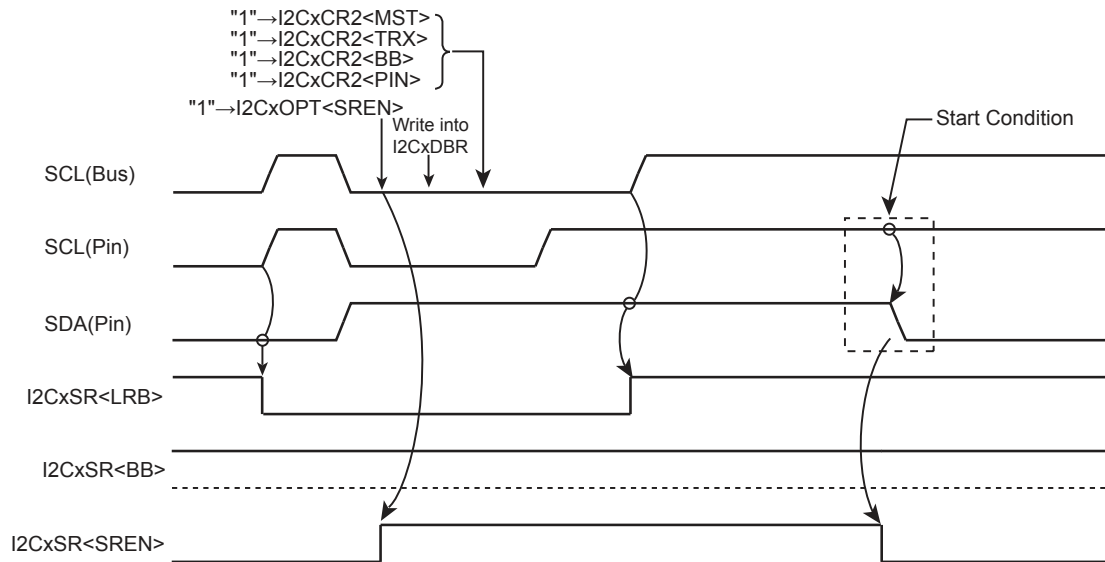 "1"→I2CxCR2<MST>
"1"→I2CxCR2<TRX>
"1"→I2CxCR2<BB>
"1"→I2CxCR2<PIN>
"1"→I2CxOPT<SREN>
Write into
I2CxDBR
Start Condition
SCL(Bus)
SCL(Pin)
SDA(Pin)
I2CxSR<LRB>
I2CxSR<BB>
I2CxSR<SREN>